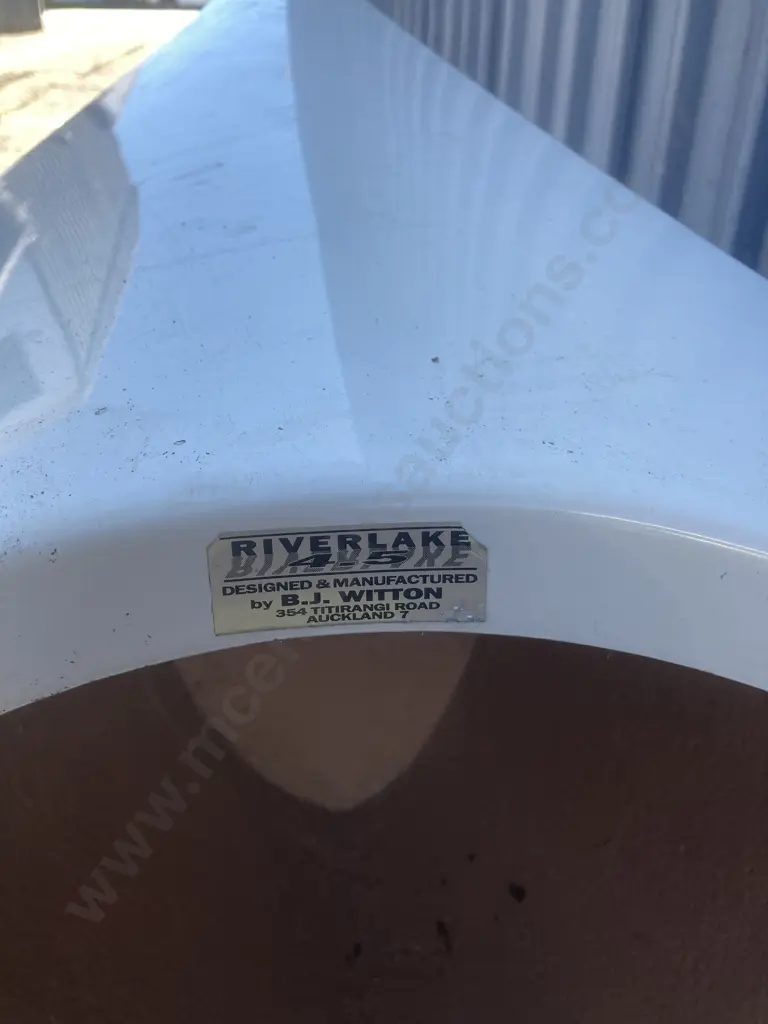 RIVERLAKE
4.5
DESIGNED & MANUFACTURED
by B.J. WITTON
354 TITIRANGI ROAD
AUCKLAND 7